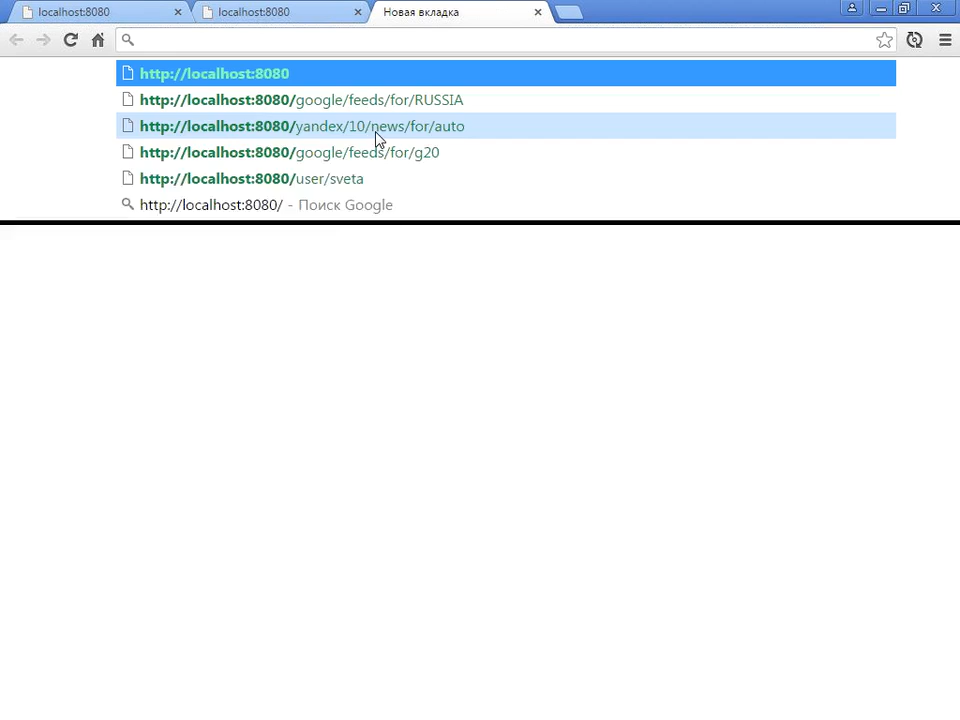 localhost:8080
localhost:8080
Новая вкладка
http://localhost:8080
http://localhost:8080/google/feeds/for/RUSSIA
http://localhost:8080/yandex/10/news/for/auto
http://localhost:8080/google/feeds/for/g20
http://localhost:8080/user/sveta
http://localhost:8080/ - Поиск Google